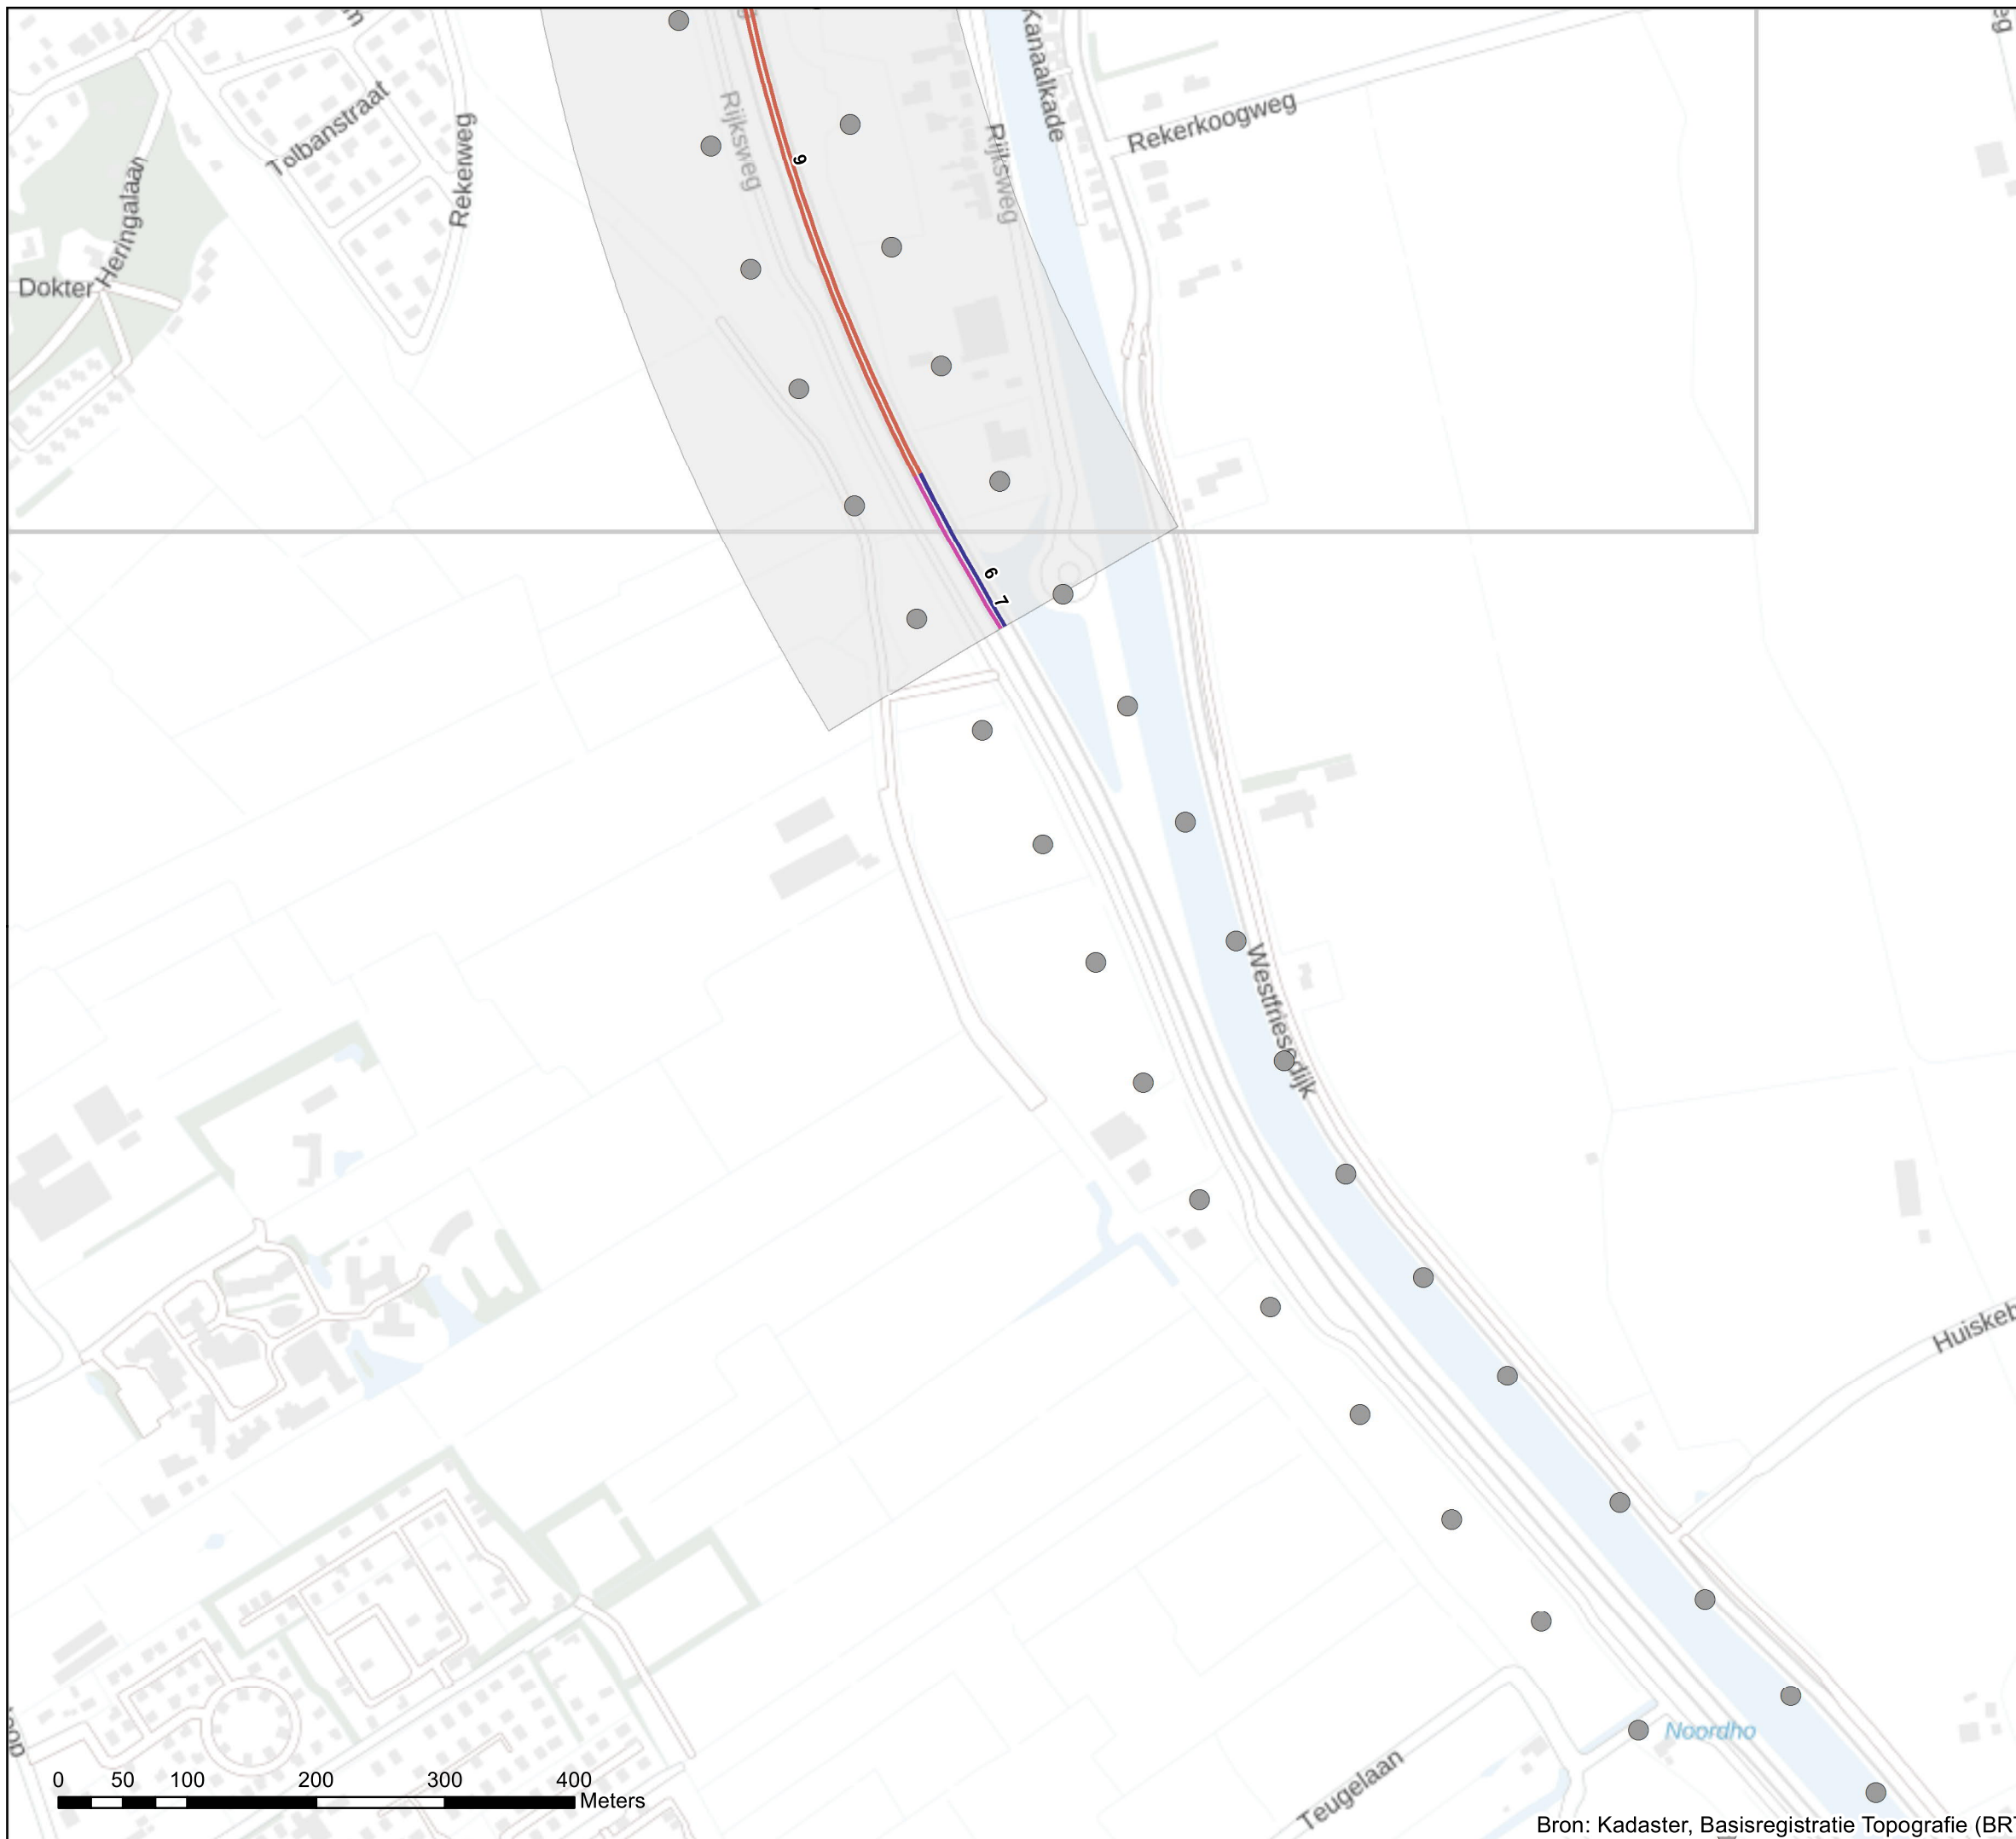 Kanaalkade
Rekerkoogweg
Tolbanstraat
Rekerweg
Rijksweg
Rijksweg
9
Dokter Heringalaan
6
7
Westfriesedijk
Huiskeb
Noordho
Teugelaan
0 50 100 200 300 400
Meters
Bron: Kadaster, Basisregistratie Topografie (BR